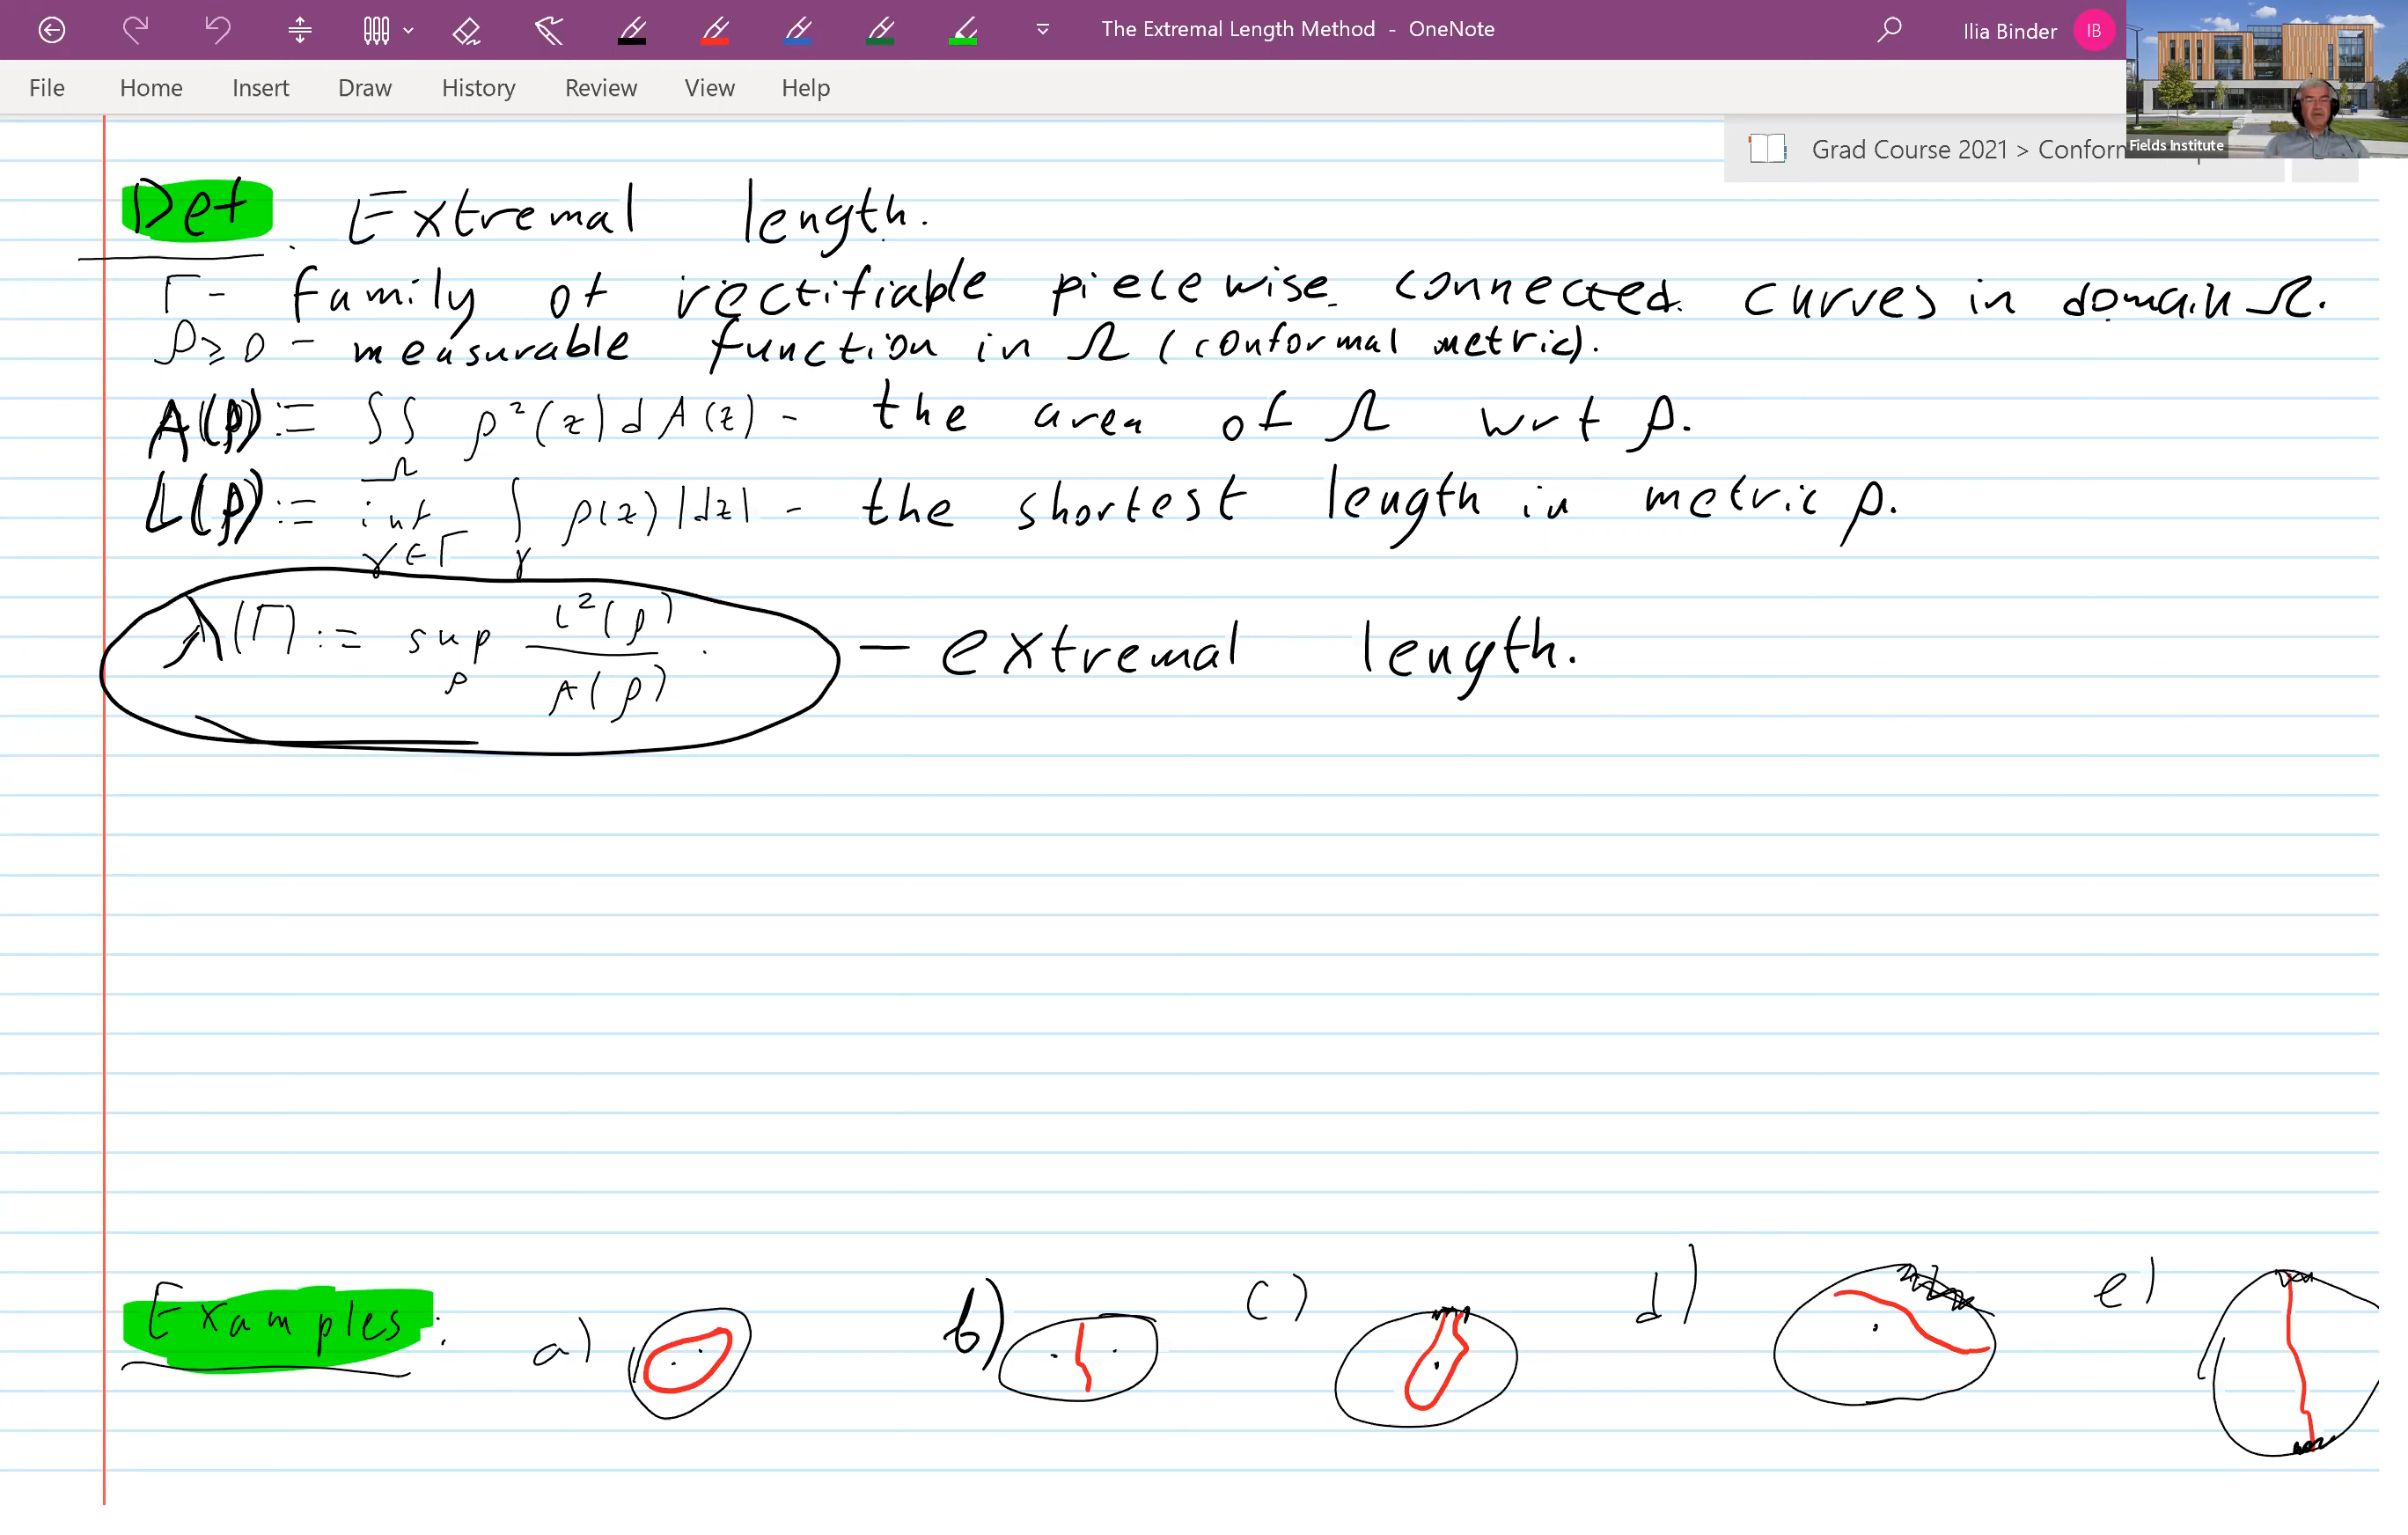 The Extremal Length Method - OneNote
Ilia Binder IB
File Home Insert Draw History Review View Help
Fields Institute
Grad Course 2021 > Conform
Def. Extremal length.
Γ - family of rectifiable piecewise connected curves in domain Ω.
ρ ≥ 0 - measurable function in Ω (conformal metric).
A(ρ) := ∫∫_Ω ρ²(z) dA(z) - the area of Ω wrt ρ.
L(ρ) := inf_{γ∈Γ} ∫_γ ρ(z) |dz| - the shortest length in metric ρ.
λ(Γ) := sup_ρ L²(ρ)/A(ρ). - extremal length.
Examples: a) b) c) d) e)